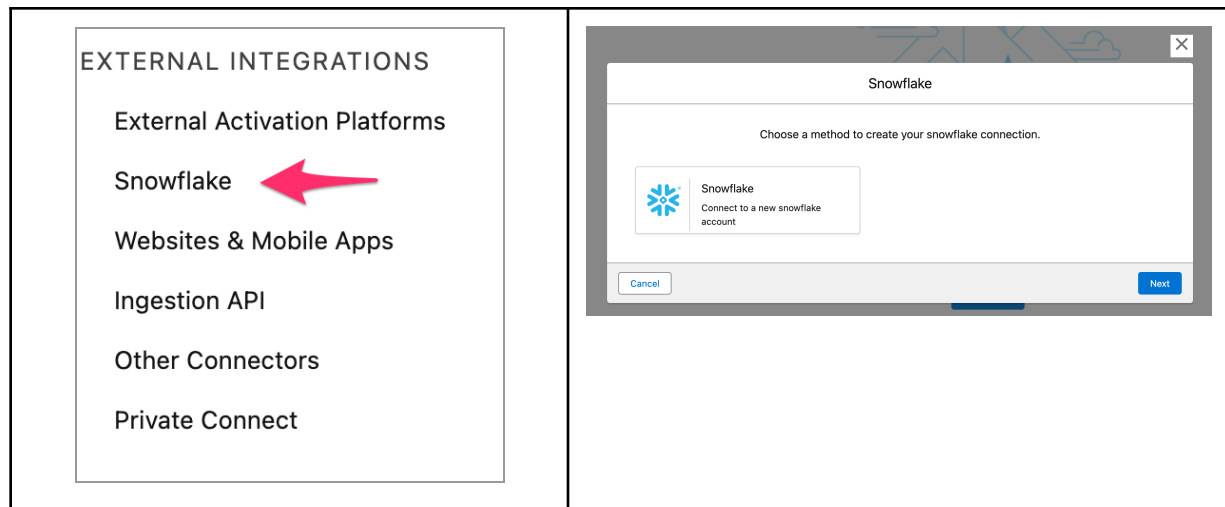 EXTERNAL INTEGRATIONS
External Activation Platforms
Snowflake
Websites & Mobile Apps
Ingestion API
Other Connectors
Private Connect
Snowflake
Choose a method to create your snowflake connection.
Snowflake
Connect to a new snowflake
account
Cancel
Next